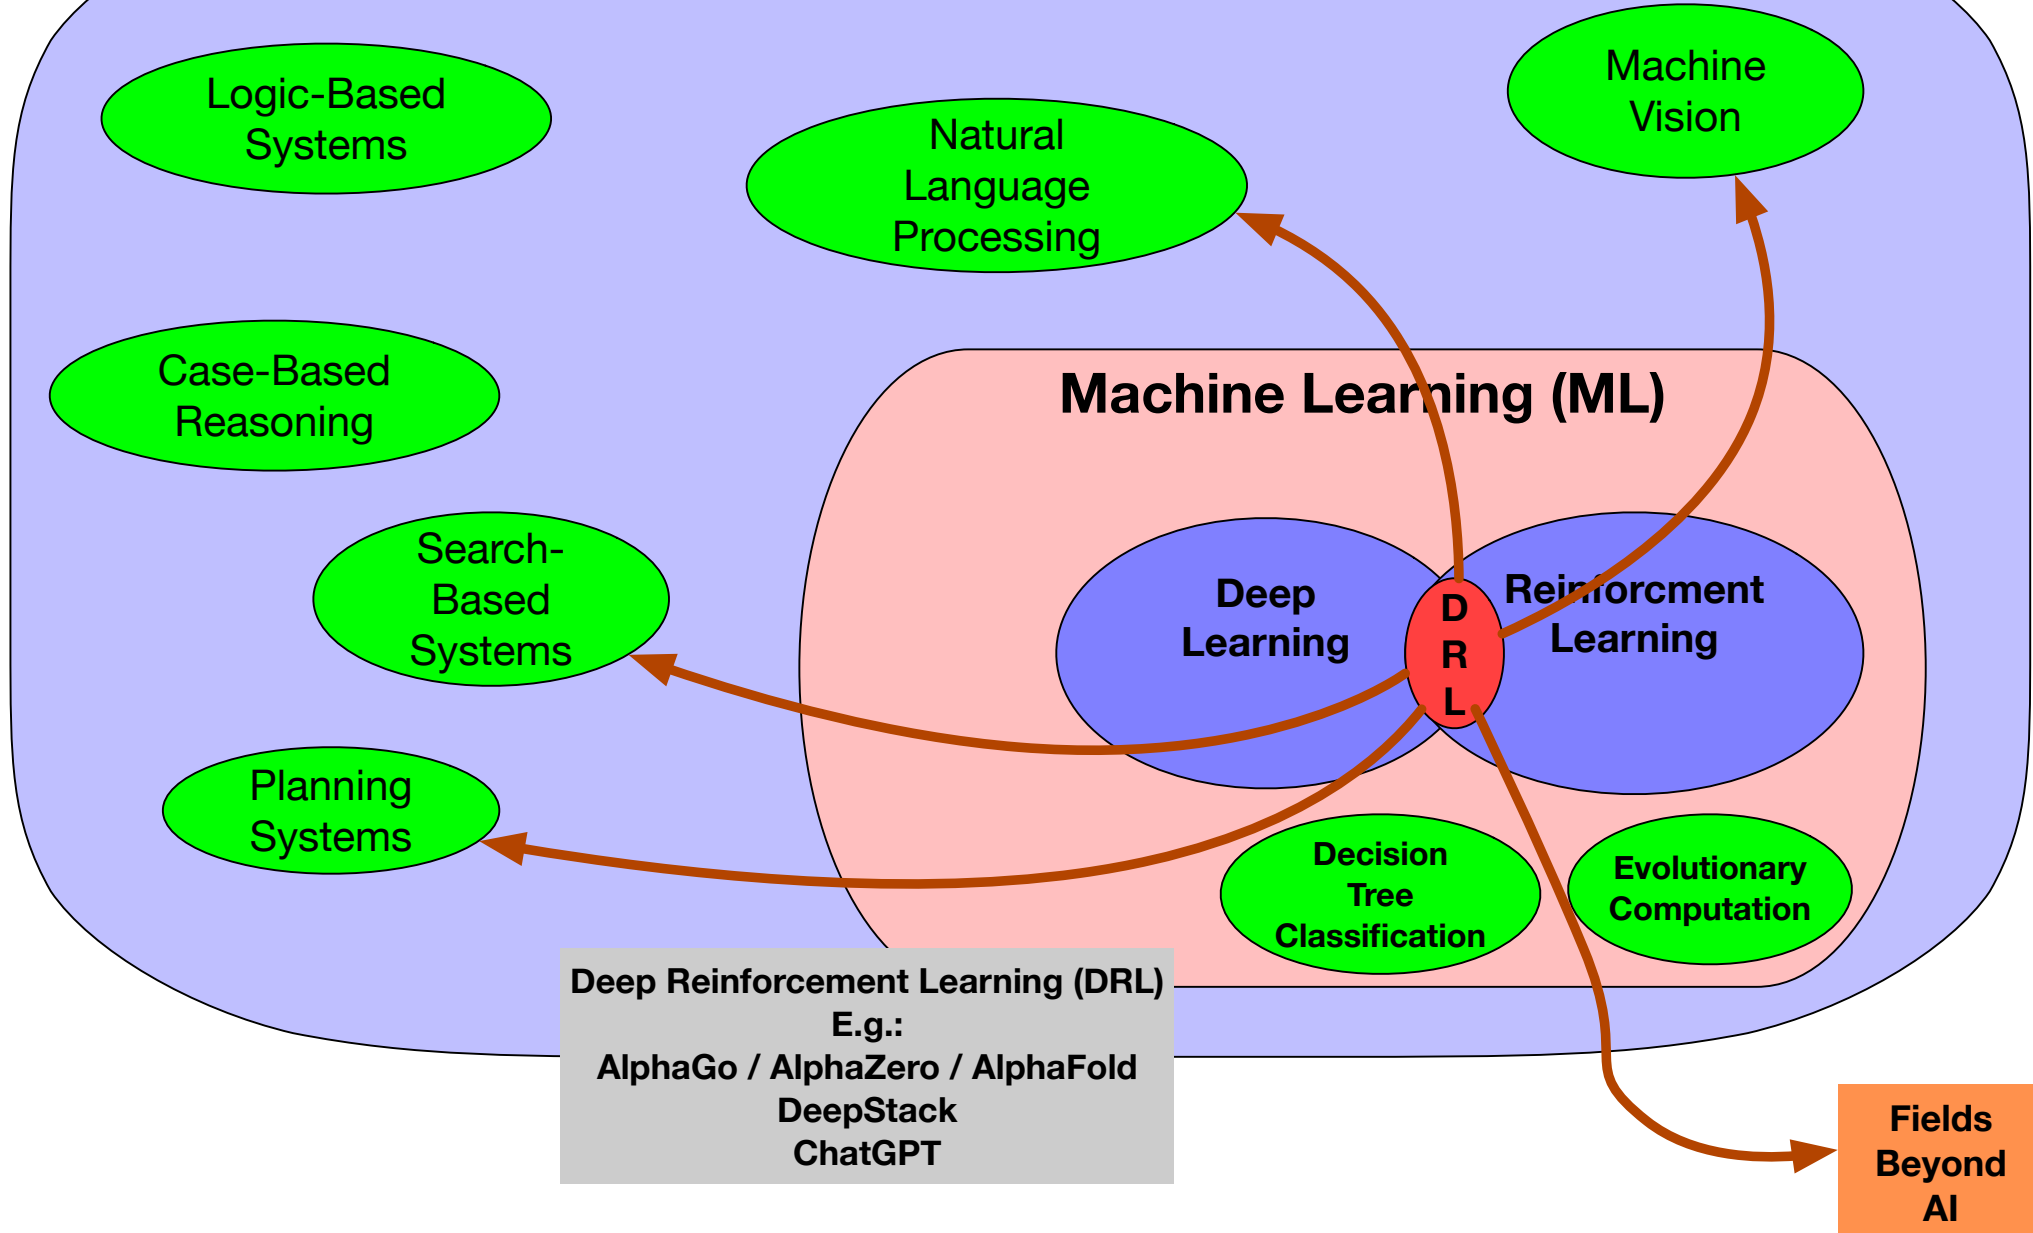 Logic-Based
Systems
Natural
Language
Processing
Machine
Vision
Case-Based
Reasoning
Machine Learning (ML)
Search-
Based
Systems
Deep
Learning
D
R
L
Reinforcment
Learning
Planning
Systems
Decision
Tree
Classification
Evolutionary
Computation
Deep Reinforcement Learning (DRL)
E.g.:
AlphaGo / AlphaZero / AlphaFold
DeepStack
ChatGPT
Fields
Beyond
AI